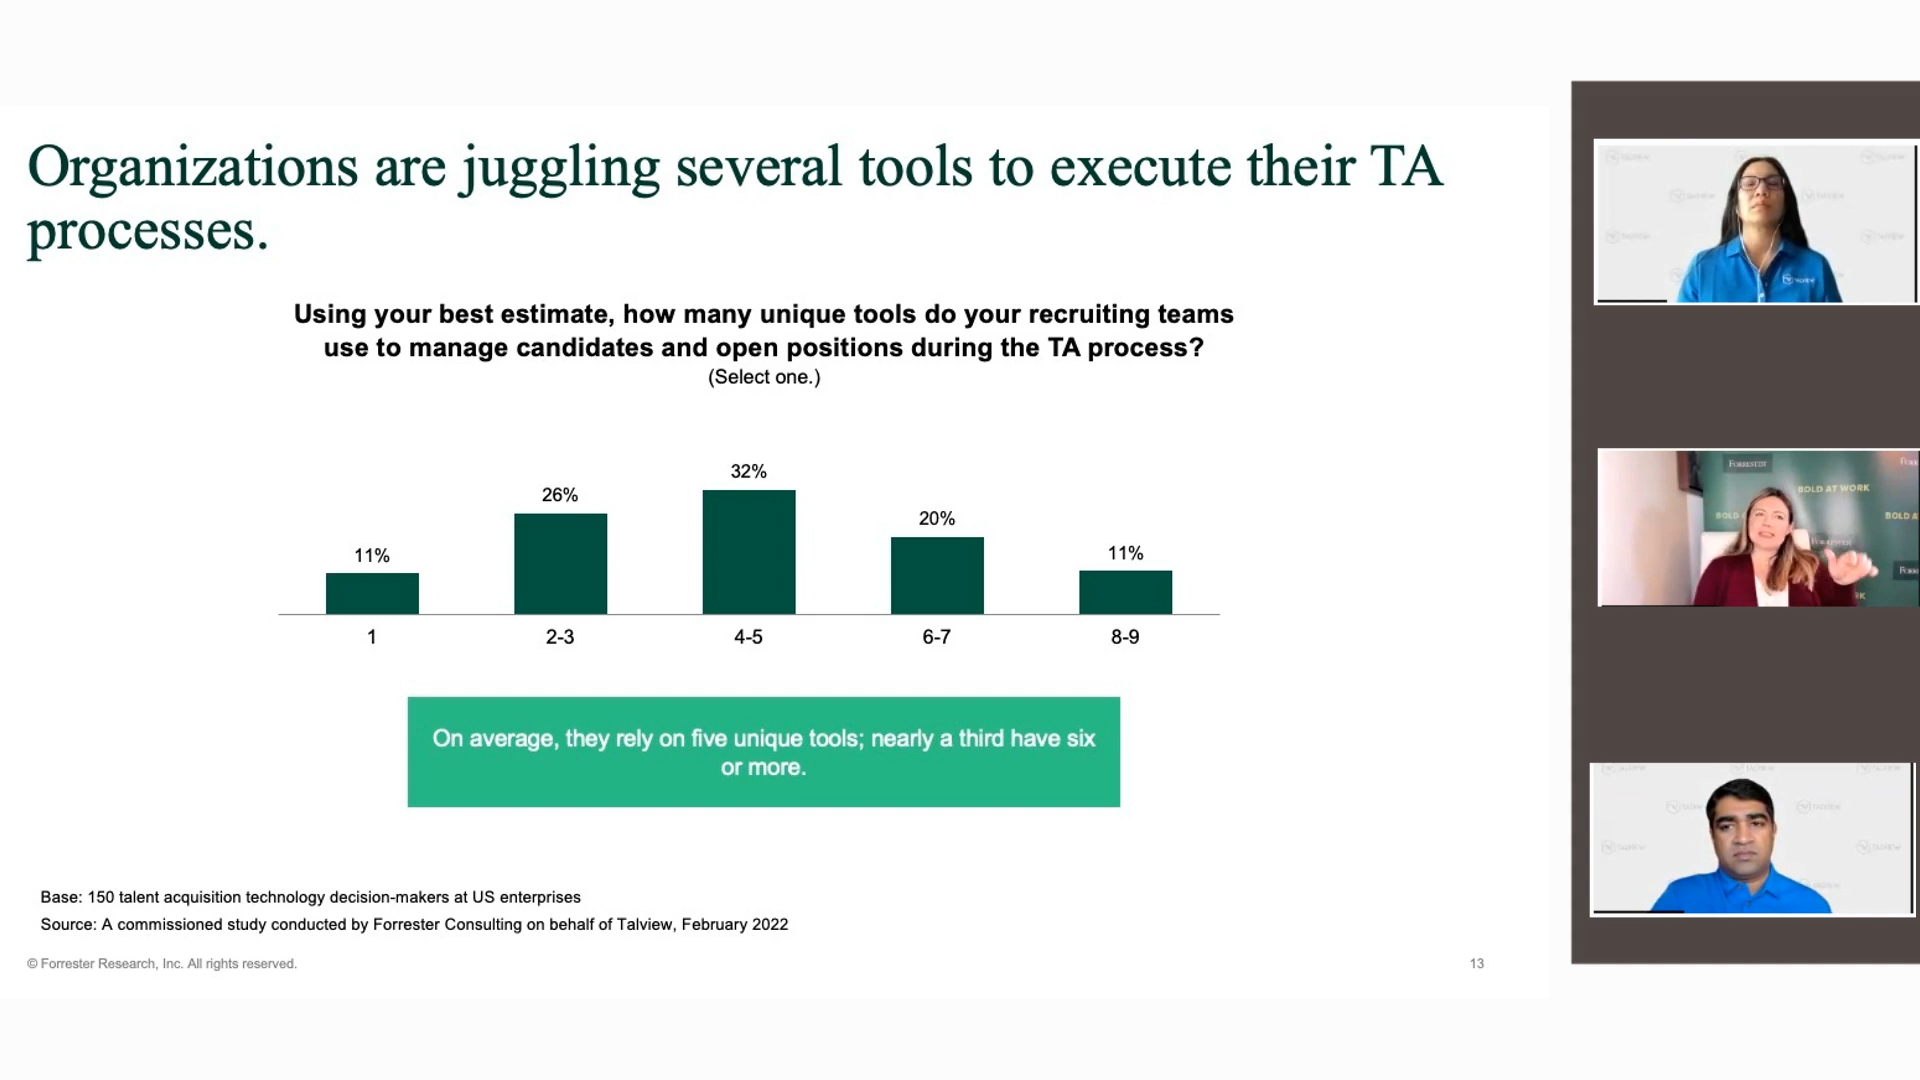 Organizations are juggling several tools to execute their TA
processes.
Using your best estimate, how many unique tools do your recruiting teams
use to manage candidates and open positions during the TA process?
(Select one.)
11%
26%
32%
20%
11%
1
2-3
4-5
6-7
8-9
On average, they rely on five unique tools; nearly a third have six
or more.
Base: 150 talent acquisition technology decision-makers at US enterprises
Source: A commissioned study conducted by Forrester Consulting on behalf of Talview, February 2022
© Forrester Research, Inc. All rights reserved.
13
FORRESTER
BOLD AT WORK